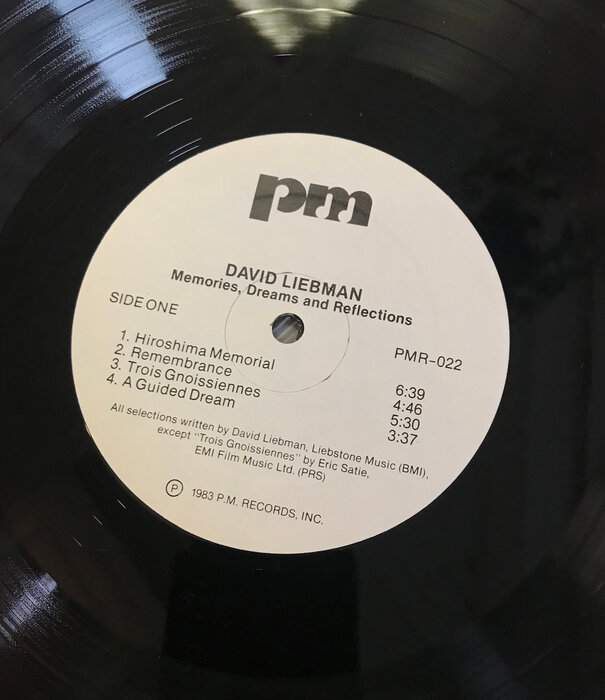 pm
DAVID LIEBMAN
Memories, Dreams and Reflections
SIDE ONE
PMR-022
1. Hiroshima Memorial 6:39
2. Remembrance 4:46
3. Trois Gnoissiennes 5:30
4. A Guided Dream 3:37
All selections written by David Liebman, Liebstone Music (BMI),
except "Trois Gnoissiennes" by Eric Satie,
EMI Film Music Ltd. (PRS)
Ⓟ 1983 P.M. RECORDS, INC.